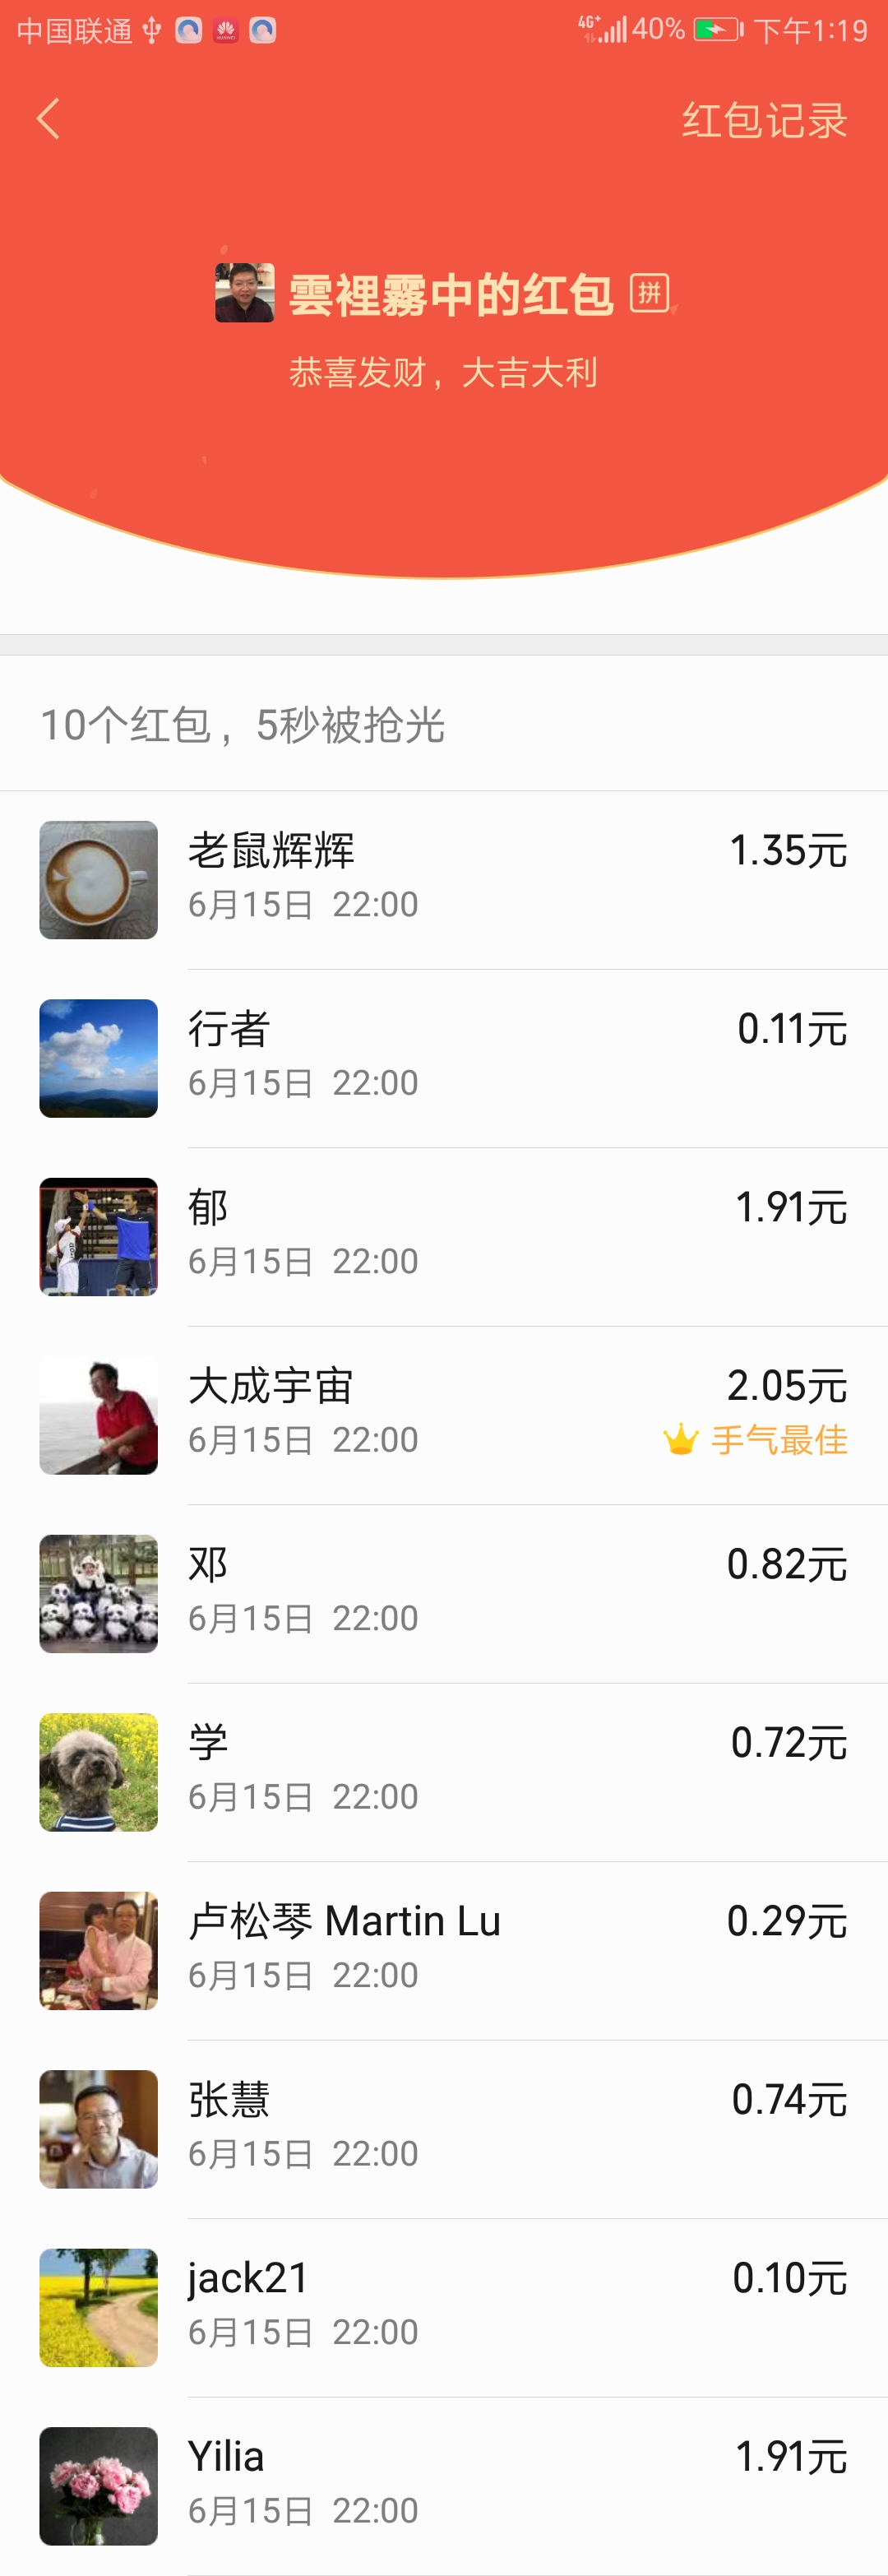 中国联通 4G+ 40% 下午1:19
红包记录
雲裡霧中的红包 拼
恭喜发财，大吉大利
10个红包，5秒被抢光
老鼠辉辉 1.35元
6月15日 22:00
行者 0.11元
6月15日 22:00
郁 1.91元
6月15日 22:00
大成宇宙 2.05元
6月15日 22:00 手气最佳
邓 0.82元
6月15日 22:00
学 0.72元
6月15日 22:00
卢松琴 Martin Lu 0.29元
6月15日 22:00
张慧 0.74元
6月15日 22:00
jack21 0.10元
6月15日 22:00
Yilia 1.91元
6月15日 22:00